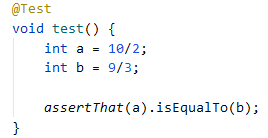 @Test
void test() {
    int a = 10/2;
    int b = 9/3;

    assertThat(a).isEqualTo(b);
}